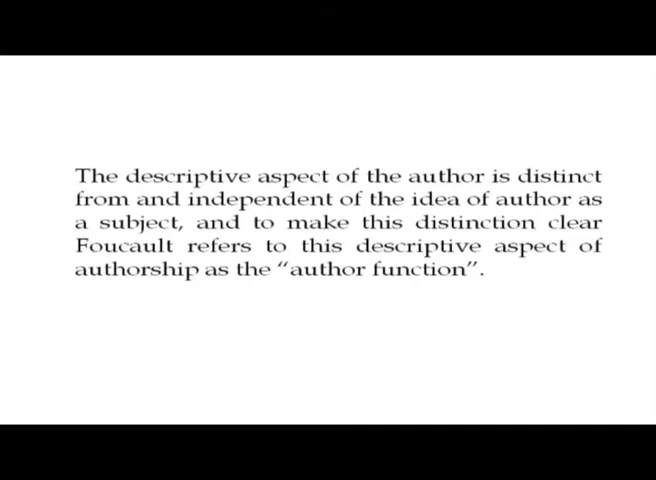 The descriptive aspect of the author is distinct
from and independent of the idea of author as
a subject, and to make this distinction clear
Foucault refers to this descriptive aspect of
authorship as the “author function”.